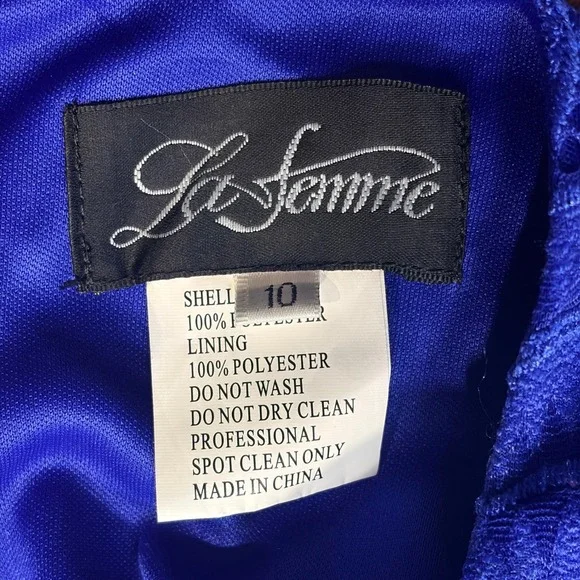 La Femme
10
SHELL
100% POLYESTER
LINING
100% POLYESTER
DO NOT WASH
DO NOT DRY CLEAN
PROFESSIONAL
SPOT CLEAN ONLY
MADE IN CHINA